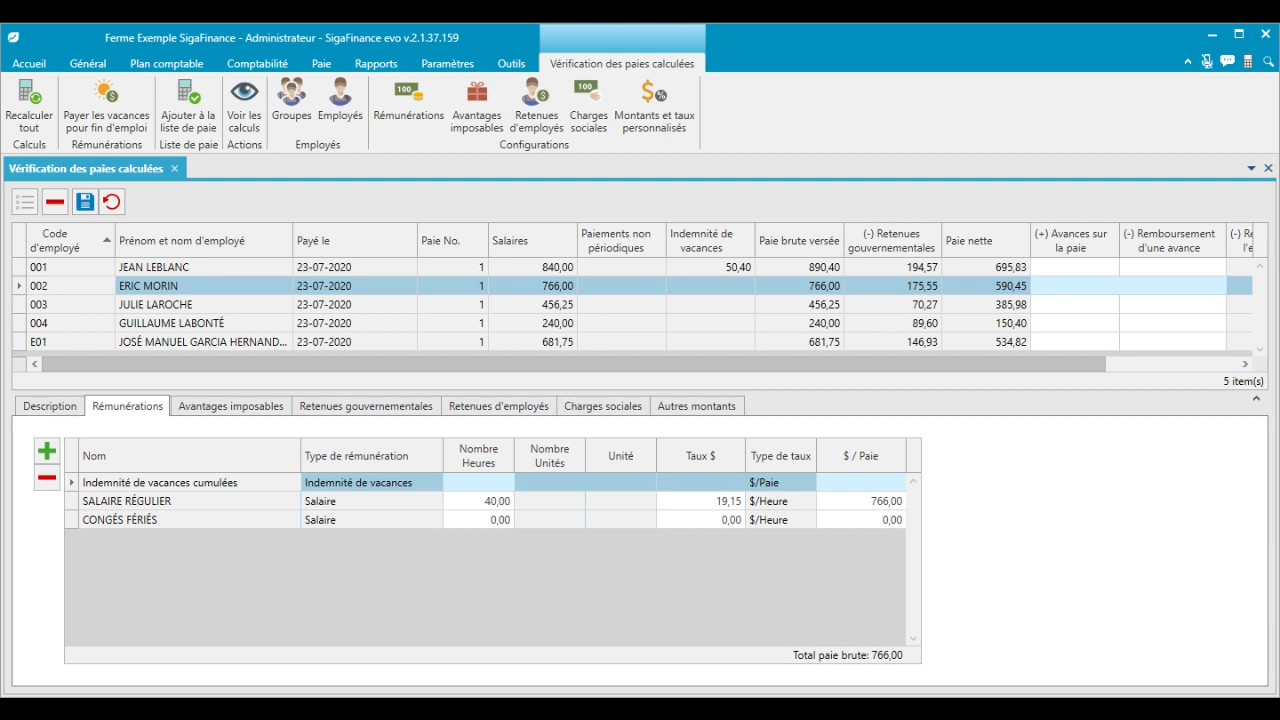 Ferme Exemple SigaFinance - Administrateur - SigaFinance evo v.2.1.37.159
Accueil Général Plan comptable Comptabilité Paie Rapports Paramètres Outils Vérification des paies calculées
Recalculer tout
Payer les vacances pour fin d'emploi
Ajouter à la liste de paie
Voir les calculs
Groupes
Employés
Rémunérations
Avantages imposables
Retenues d'employés
Charges sociales
Montants et taux personnalisés
Calculs Rémunérations Liste de paie Actions Employés Configurations
Vérification des paies calculées
Code d'employé Prénom et nom d'employé Payé le Paie No. Salaires Paiements non périodiques Indemnité de vacances Paie brute versée (-) Retenues gouvernementales Paie nette (+) Avances sur la paie (-) Remboursement d'une avance (-) Re l'e
001 JEAN LEBLANC 23-07-2020 1 840,00 50,40 890,40 194,57 695,83
002 ERIC MORIN 23-07-2020 1 766,00 766,00 175,55 590,45
003 JULIE LAROCHE 23-07-2020 1 456,25 456,25 70,27 385,98
004 GUILLAUME LABONTÉ 23-07-2020 1 240,00 240,00 89,60 150,40
E01 JOSÉ MANUEL GARCIA HERNAND... 23-07-2020 1 681,75 681,75 146,93 534,82
5 item(s)
Description Rémunérations Avantages imposables Retenues gouvernementales Retenues d'employés Charges sociales Autres montants
Nom Type de rémunération Nombre Heures Nombre Unités Unité Taux $ Type de taux $ / Paie
Indemnité de vacances cumulées Indemnité de vacances $/Paie
SALAIRE RÉGULIER Salaire 40,00 19,15 $/Heure 766,00
CONGÉS FÉRIÉS Salaire 0,00 0,00 $/Heure 0,00
Total paie brute: 766,00